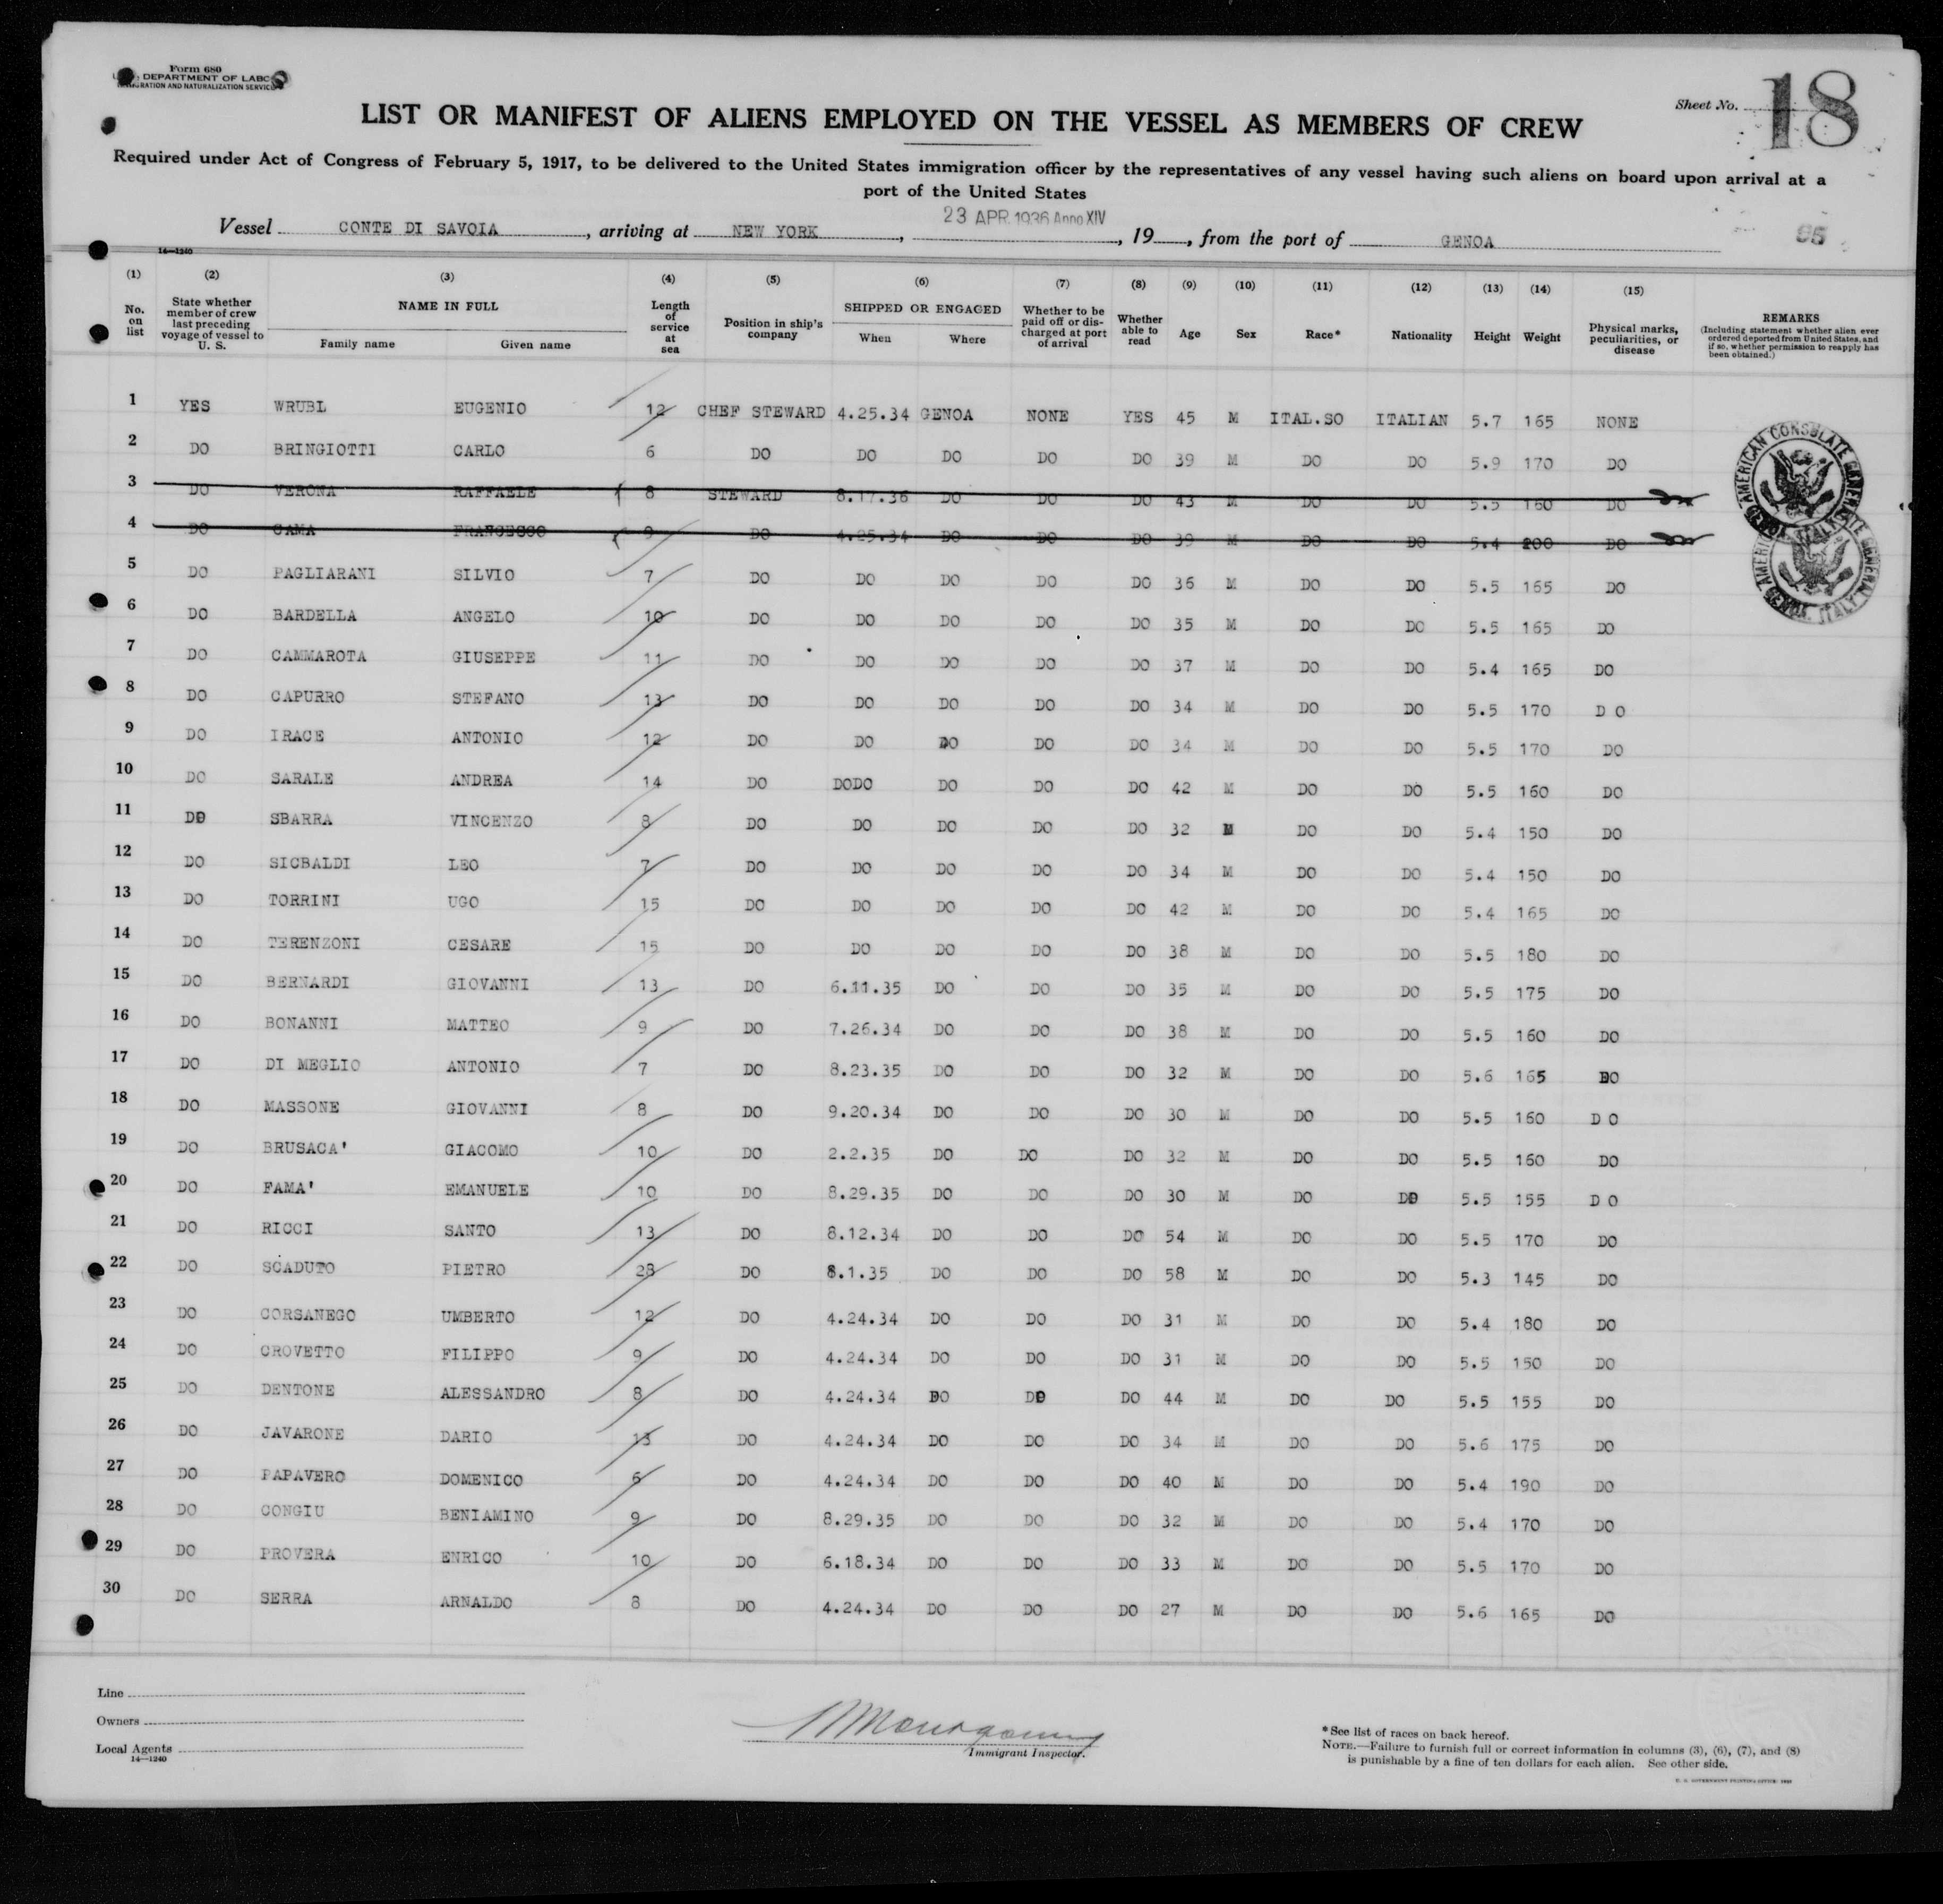 Form 680
DEPARTMENT OF LABOR
IMMIGRATION AND NATURALIZATION SERVICE
Sheet No. 18
LIST OR MANIFEST OF ALIENS EMPLOYED ON THE VESSEL AS MEMBERS OF CREW
Required under Act of Congress of February 5, 1917, to be delivered to the United States immigration officer by the representatives of any vessel having such aliens on board upon arrival at a
port of the United States
23 APR 1936 Anno XIV
Vessel CONTE DI SAVOIA, arriving at NEW YORK, , 19 , from the port of GENOA
95
14—1240
(1) (2) (3) (4) (5) (6) (7) (8) (9) (10) (11) (12) (13) (14) (15)
No. on list State whether member of crew last preceding voyage of vessel to U. S. NAME IN FULL Family name Given name Length of service at sea Position in ship's company SHIPPED OR ENGAGED When Where Whether to be paid off or discharged at port of arrival Whether able to read Age Sex Race* Nationality Height Weight Physical marks, peculiarities, or disease REMARKS (Including statement whether alien ever ordered deported from United States, and if so, whether permission to reapply has been obtained.)
1 YES WRUBL EUGENIO 12 CHEF STEWARD 4.25.34 GENOA NONE YES 45 M ITAL.SO ITALIAN 5.7 165 NONE
2 DO BRINGIOTTI CARLO 6 DO DO DO DO DO 39 M DO DO 5.9 170 DO
3 DO VERONA RAFFAELE 8 STEWARD 8.17.36 DO DO DO 43 M DO DO 5.5 160 DO
4 DO CAMA FRANCESCO 9 DO 4.25.34 DO DO DO 39 M DO DO 5.4 200 DO
5 DO PAGLIARANI SILVIO 7 DO DO DO DO DO 36 M DO DO 5.5 165 DO
6 DO BARDELLA ANGELO 10 DO DO DO DO DO 35 M DO DO 5.5 165 DO
7 DO CAMMAROTA GIUSEPPE 11 DO DO DO DO DO 37 M DO DO 5.4 165 DO
8 DO CAPURRO STEFANO 13 DO DO DO DO DO 34 M DO DO 5.5 170 D O
9 DO IRACE ANTONIO 12 DO DO DO DO DO 34 M DO DO 5.5 170 DO
10 DO SARALE ANDREA 14 DO DODO DO DO DO 42 M DO DO 5.5 160 DO
11 DO SBARRA VINCENZO 8 DO DO DO DO DO 32 M DO DO 5.4 150 DO
12 DO SICBALDI LEO 7 DO DO DO DO DO 34 M DO DO 5.4 150 DO
13 DO TORRINI UGO 15 DO DO DO DO DO 42 M DO DO 5.4 165 DO
14 DO TERENZONI CESARE 15 DO DO DO DO DO 38 M DO DO 5.5 180 DO
15 DO BERNARDI GIOVANNI 13 DO 6.11.35 DO DO DO 35 M DO DO 5.5 175 DO
16 DO BONANNI MATTEO 9 DO 7.26.34 DO DO DO 38 M DO DO 5.5 160 DO
17 DO DI MEGLIO ANTONIO 7 DO 8.23.35 DO DO DO 32 M DO DO 5.6 165 DO
18 DO MASSONE GIOVANNI 8 DO 9.20.34 DO DO DO 30 M DO DO 5.5 160 D O
19 DO BRUSACA' GIACOMO 10 DO 2.2.35 DO DO DO 32 M DO DO 5.5 160 DO
20 DO FAMA' EMANUELE 10 DO 8.29.35 DO DO DO 30 M DO DO 5.5 155 D O
21 DO RICCI SANTO 13 DO 8.12.34 DO DO DO 54 M DO DO 5.5 170 DO
22 DO SCADUTO PIETRO 28 DO 8.1.35 DO DO DO 58 M DO DO 5.3 145 DO
23 DO CORSANEGO UMBERTO 12 DO 4.24.34 DO DO DO 31 M DO DO 5.4 180 DO
24 DO CROVETTO FILIPPO 9 DO 4.24.34 DO DO DO 31 M DO DO 5.5 150 DO
25 DO DENTONE ALESSANDRO 8 DO 4.24.34 DO DO DO 44 M DO DO 5.5 155 DO
26 DO JAVARONE DARIO 13 DO 4.24.34 DO DO DO 34 M DO DO 5.6 175 DO
27 DO PAPAVERO DOMENICO 6 DO 4.24.34 DO DO DO 40 M DO DO 5.4 190 DO
28 DO CONGIU BENIAMINO 9 DO 8.29.35 DO DO DO 32 M DO DO 5.4 170 DO
29 DO PROVERA ENRICO 10 DO 6.18.34 DO DO DO 33 M DO DO 5.5 170 DO
30 DO SERRA ARNALDO 8 DO 4.24.34 DO DO DO 27 M DO DO 5.6 165 DO
AMERICAN CONSULATE GENERAL
GENOA, ITALY
AMERICAN CONSULATE GENERAL
GENOA, ITALY
Line
Owners
Local Agents
14—1240
Immigrant Inspector.
*See list of races on back hereof.
NOTE.—Failure to furnish full or correct information in columns (3), (6), (7), and (8)
is punishable by a fine of ten dollars for each alien. See other side.
U. S. GOVERNMENT PRINTING OFFICE